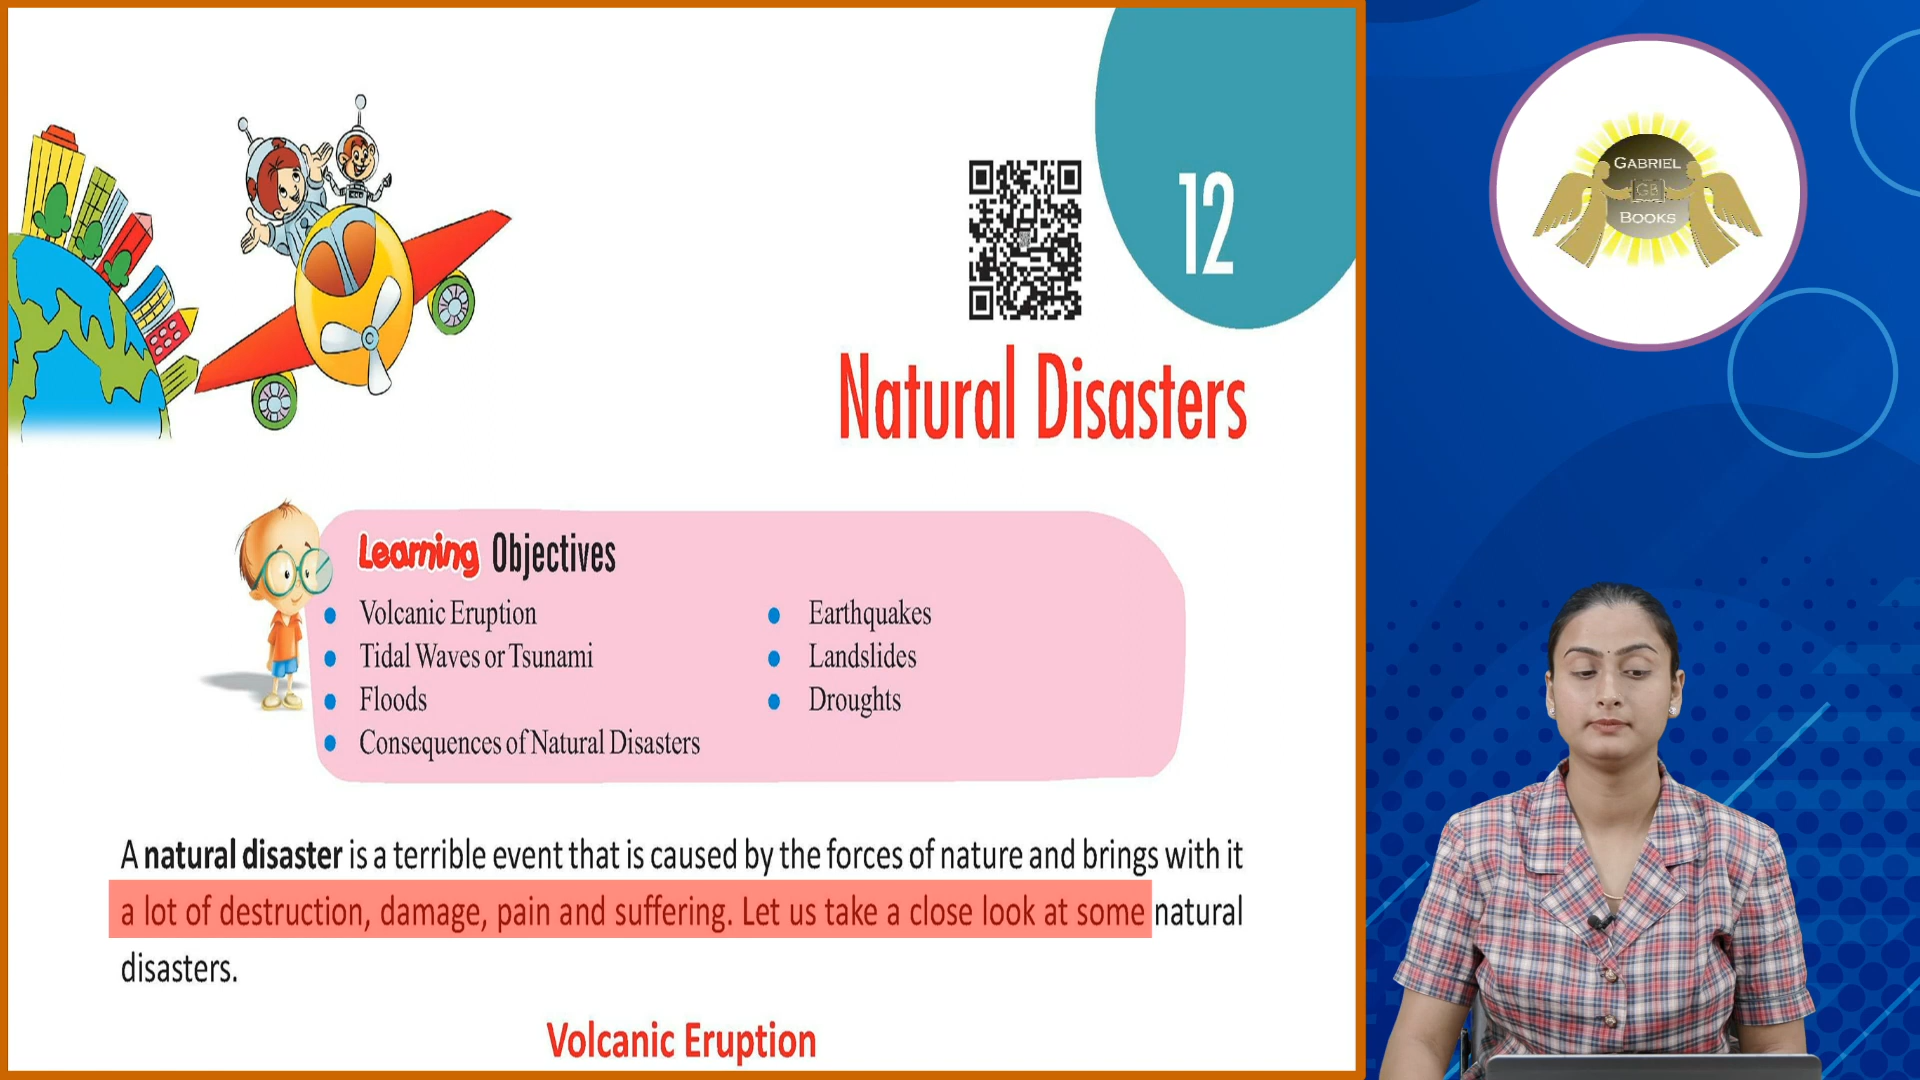 12
Natural Disasters
Learning Objectives
Volcanic Eruption
Tidal Waves or Tsunami
Floods
Consequences of Natural Disasters
Earthquakes
Landslides
Droughts
A natural disaster is a terrible event that is caused by the forces of nature and brings with it
a lot of destruction, damage, pain and suffering. Let us take a close look at some natural
disasters.
Volcanic Eruption
GABRIEL
GB
BOOKS